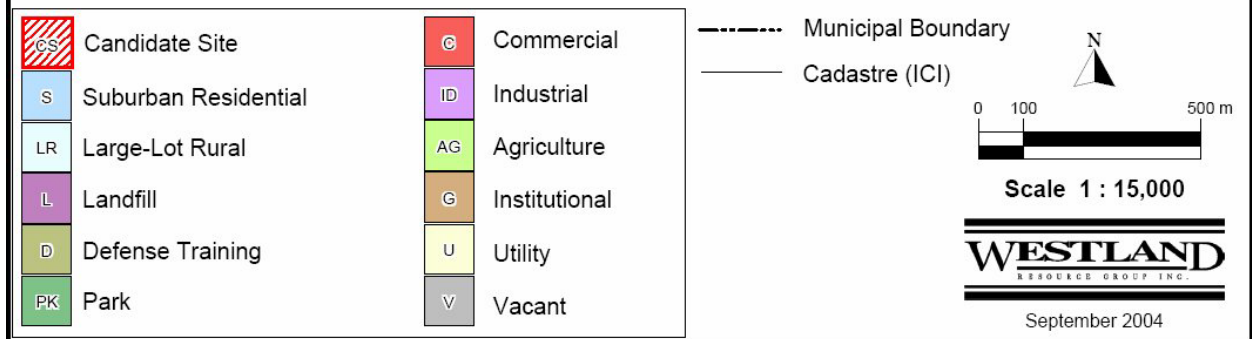 CS Candidate Site
S Suburban Residential
LR Large-Lot Rural
L Landfill
D Defense Training
PK Park
C Commercial
ID Industrial
AG Agriculture
G Institutional
U Utility
V Vacant
Municipal Boundary
Cadastre (ICI)
N
0 100 500 m
Scale 1 : 15,000
WESTLAND
RESOURCE GROUP INC.
September 2004